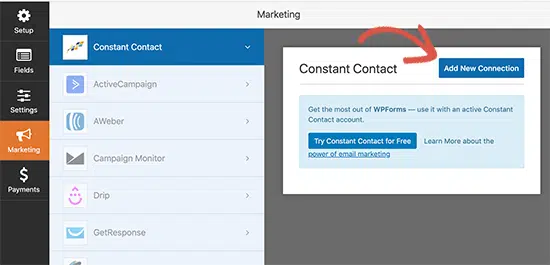 Marketing
Setup
Fields
Settings
Marketing
Payments
Constant Contact
ActiveCampaign
AWeber
Campaign Monitor
Drip
GetResponse
Constant Contact
Add New Connection
Get the most out of WPForms — use it with an active Constant
Contact account.
Try Constant Contact for Free Learn More about the
power of email marketing